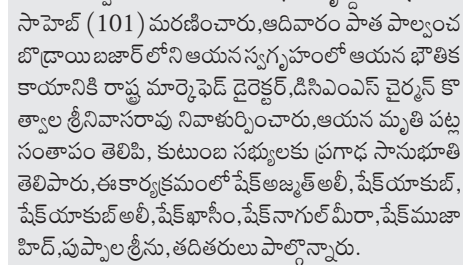 సాహెబ్ (101) మరణించారు,ఆదివారం పాత పాల్వంచ
బొడ్రాయి బజార్ లోని ఆయన స్వగృహంలో ఆయన భౌతిక
కాయానికి రాష్ట్ర మార్కెఫెడ్ డైరెక్టర్,డిసిఎంఎస్ చైర్మన్ కొ
త్వాల శ్రీనివాసరావు నివాళుర్పించారు,ఆయన మృతి పట్ల
సంతాపం తెలిపి, కుటుంబ సభ్యులకు ప్రగాఢ సానుభూతి
తెలిపారు,ఈకార్యక్రమంలో షేక్ అజ్మత్ అలీ, షేక్ యాకుబ్,
షేక్ యాకుబ్ అలీ,షేక్ ఖాసీం,షేక్ నాగుల్ మీరా,షేక్ ముజా
హిద్,పుప్పాల శ్రీను, తదితరులు పాల్గొన్నారు.